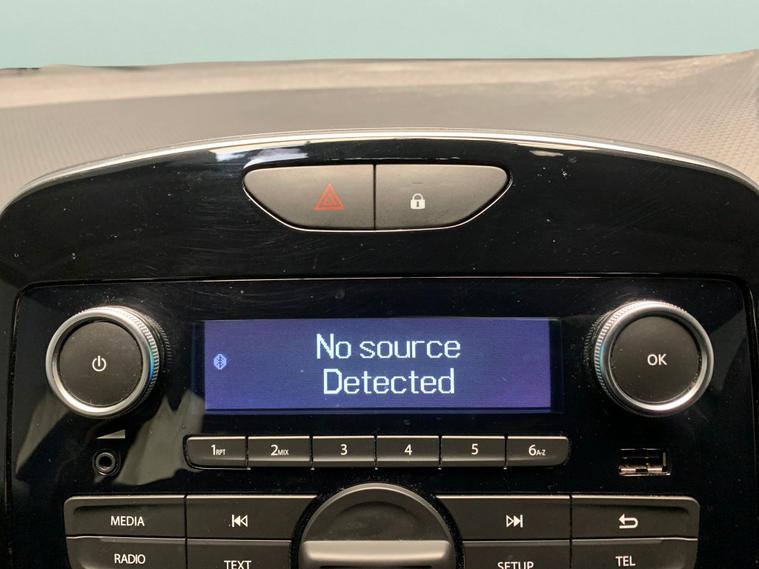 No source
Detected
OK
1RPT 2MIX 3 4 5 6A-Z
MEDIA
RADIO TEXT SETUP TEL